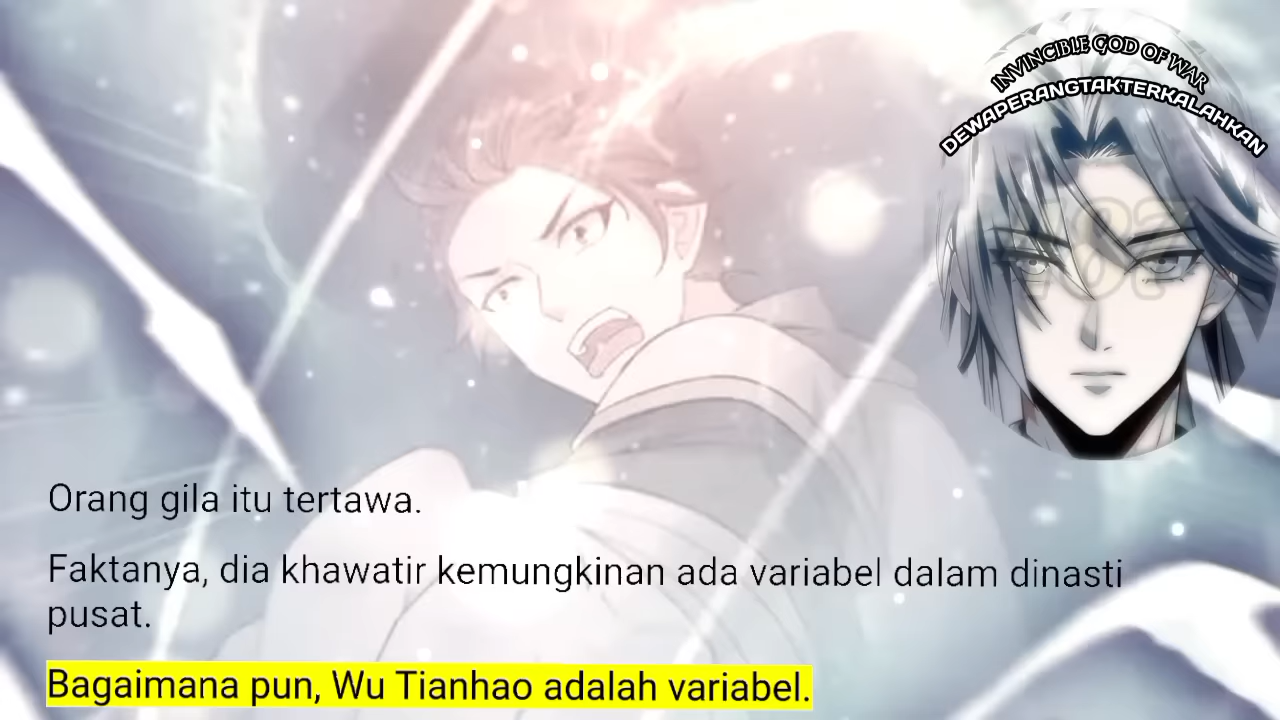 INVINCIBLE GOD OF WAR
DEWAPERANGTAKTERKALAHKAN
Orang gila itu tertawa.
Faktanya, dia khawatir kemungkinan ada variabel dalam dinasti
pusat.
Bagaimana pun, Wu Tianhao adalah variabel.